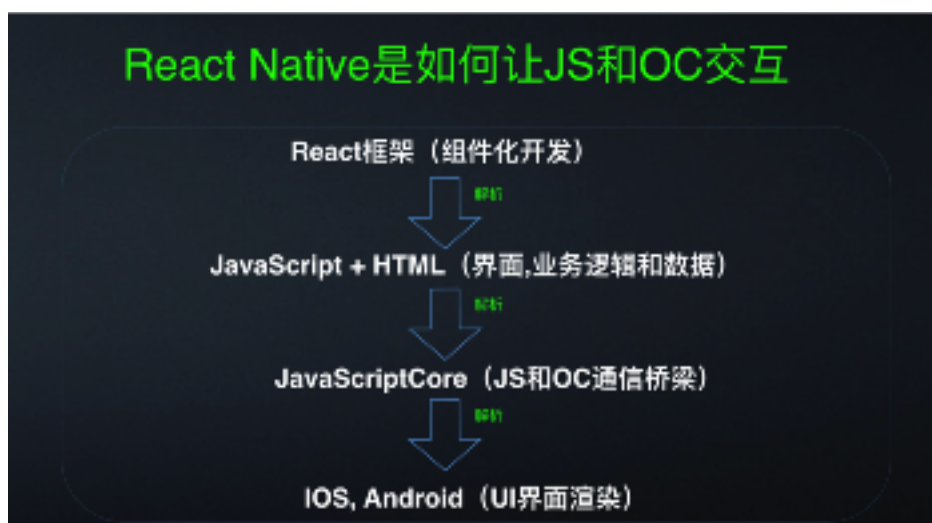 React Native是如何让JS和OC交互
React框架（组件化开发）
解析
JavaScript + HTML（界面,业务逻辑和数据）
解析
JavaScriptCore（JS和OC通信桥梁）
解析
IOS, Android（UI界面渲染）